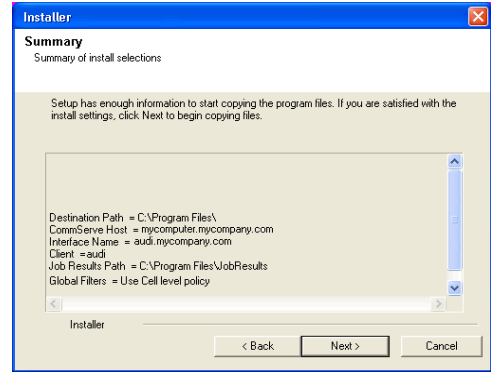 Installer
Summary
Summary of install selections
Setup has enough information to start copying the program files. If you are satisfied with the
install settings, click Next to begin copying files.
Destination Path = C:\Program Files\
CommServe Host = mycomputer.mycompany.com
Interface Name = audi.mycompany.com
Client =audi
Job Results Path = C:\Program Files\JobResults
Global Filters = Use Cell level policy
Installer
< Back Next > Cancel